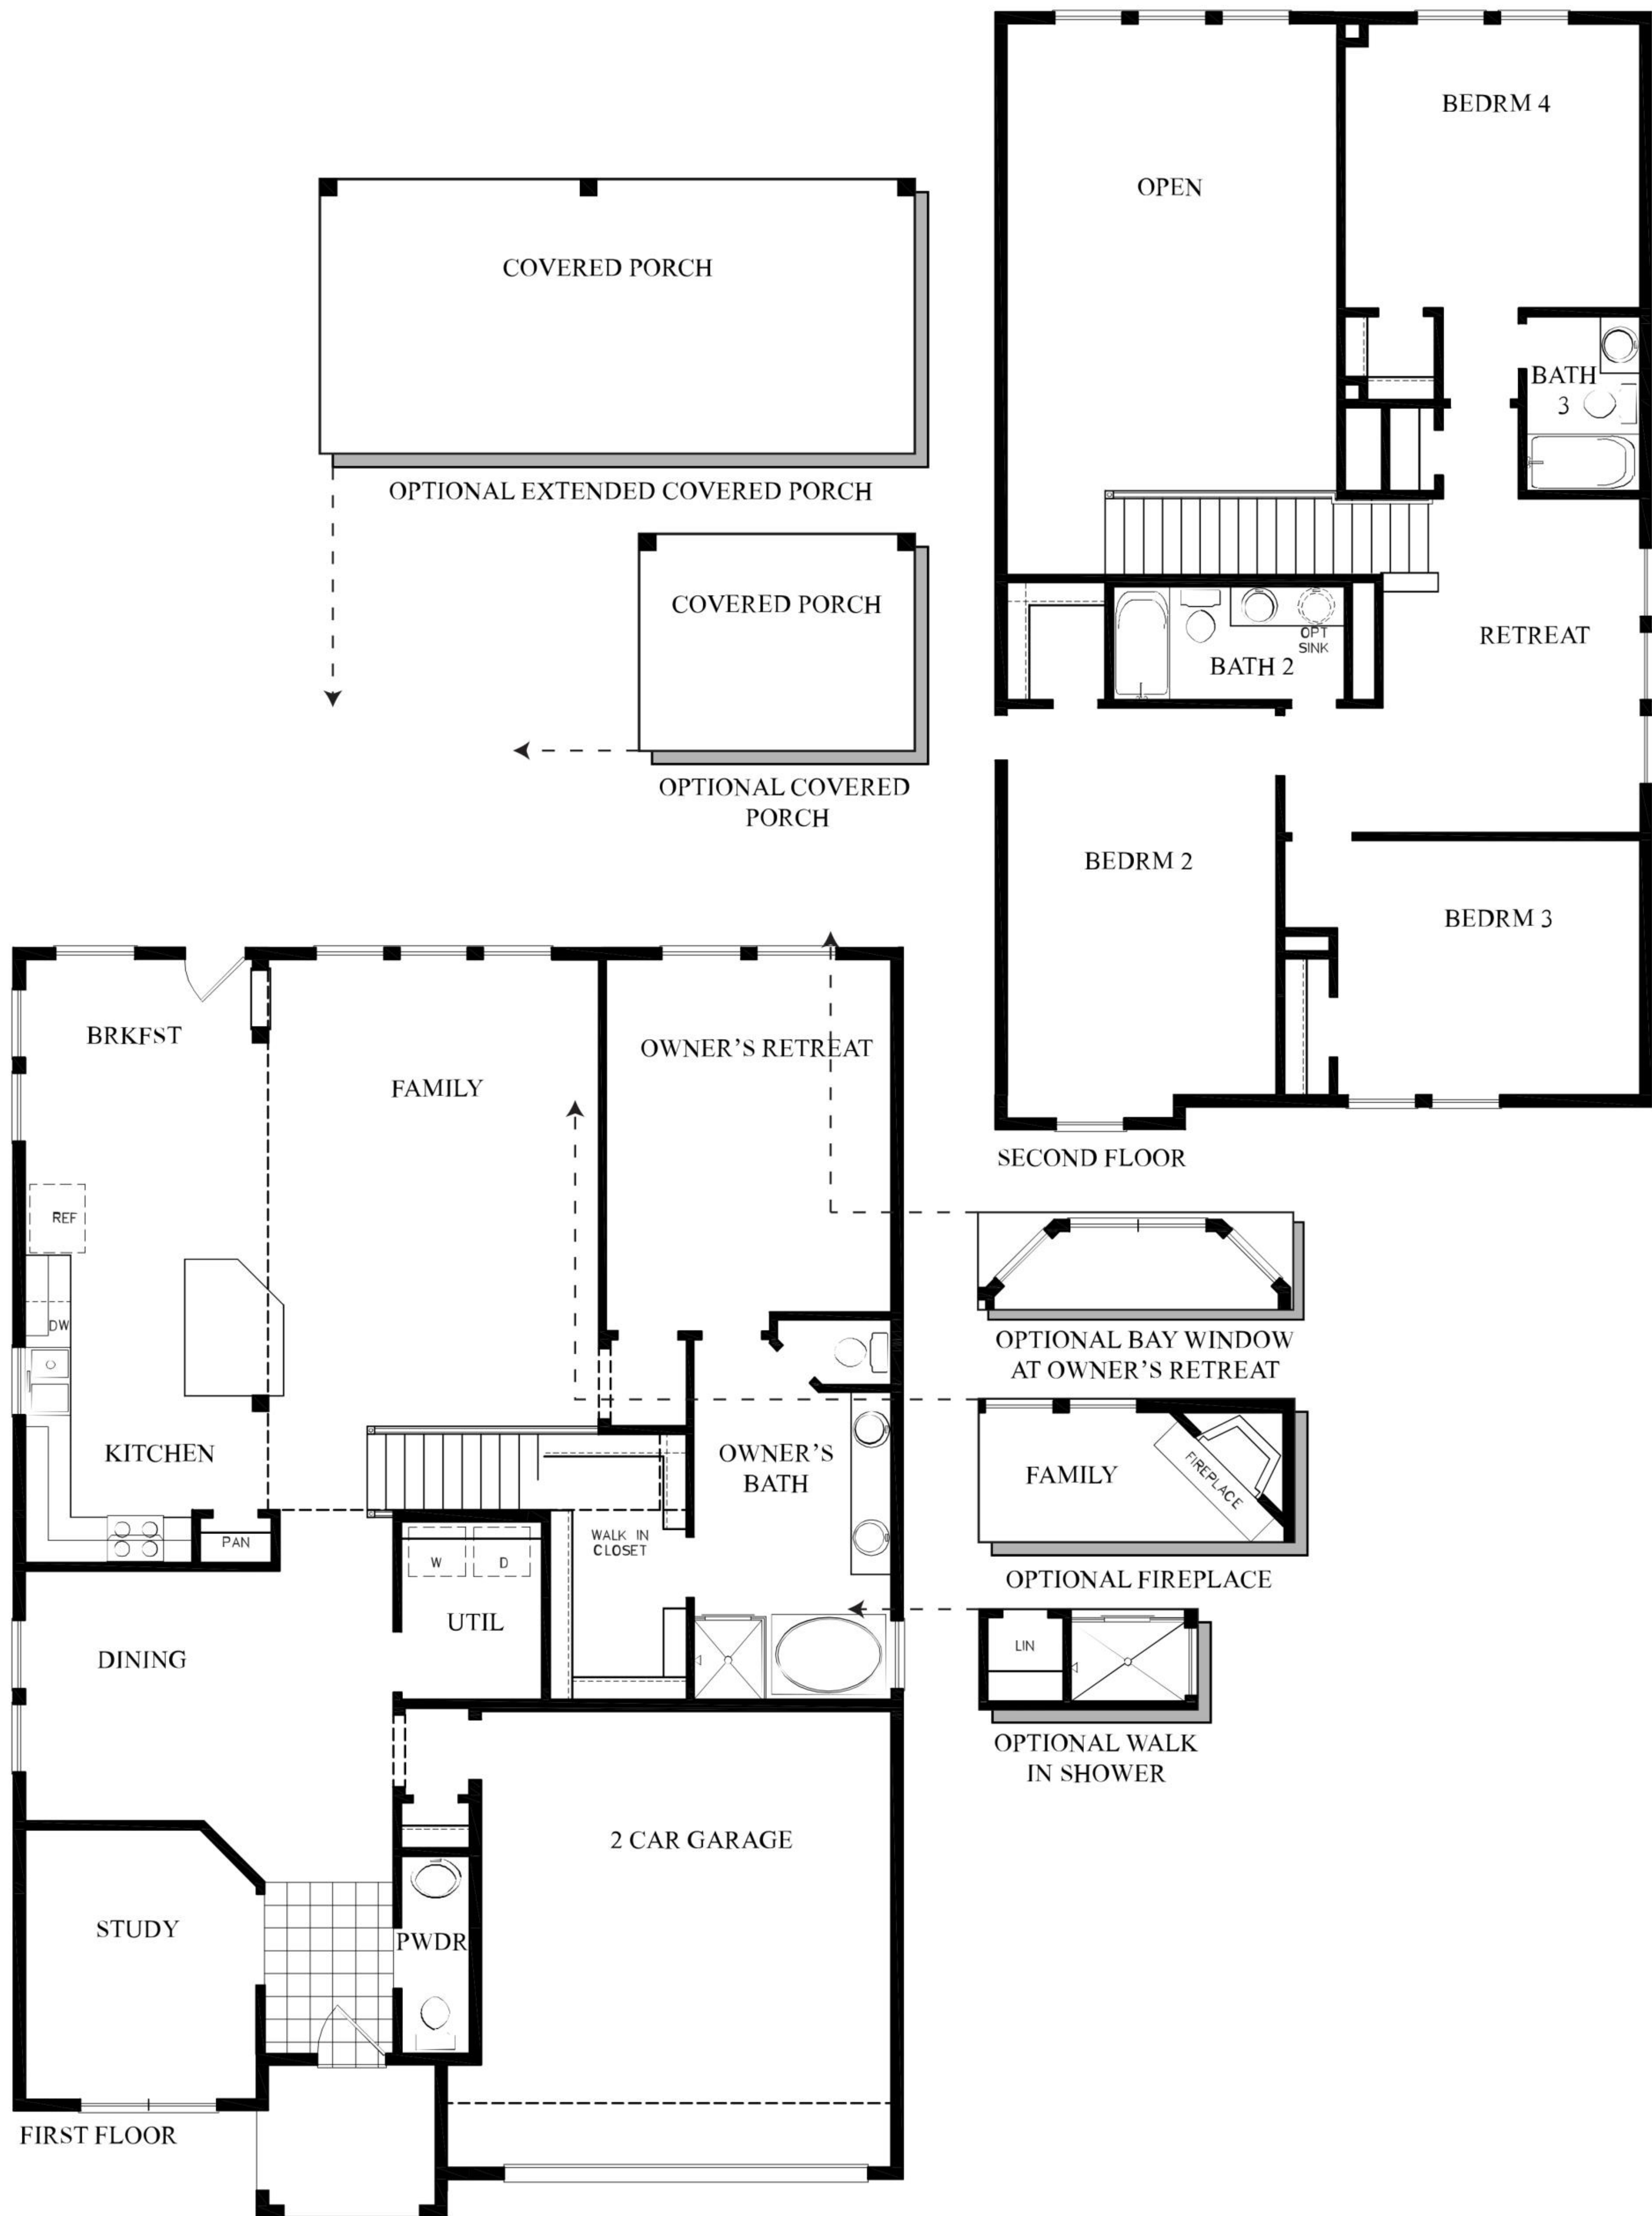 BEDRM 4
OPEN
COVERED PORCH
BATH
3
OPTIONAL EXTENDED COVERED PORCH
COVERED PORCH
OPT
SINK
RETREAT
BATH 2
OPTIONAL COVERED
PORCH
BEDRM 2
BEDRM 3
SECOND FLOOR
BRKFST
OWNER'S RETREAT
FAMILY
REF
DW
OPTIONAL BAY WINDOW
AT OWNER'S RETREAT
KITCHEN
OWNER'S
BATH
FAMILY
FIREPLACE
PAN
WALK IN
CLOSET
W
D
OPTIONAL FIREPLACE
UTIL
DINING
LIN
OPTIONAL WALK
IN SHOWER
2 CAR GARAGE
STUDY
PWDR
FIRST FLOOR